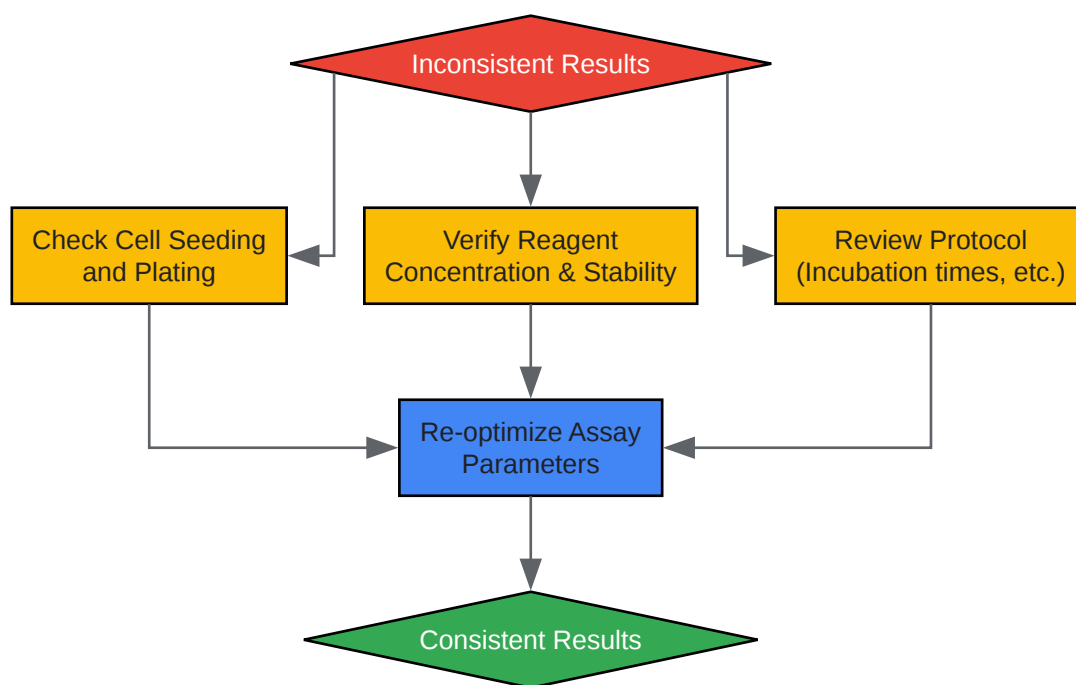 Inconsistent Results
Check Cell Seeding
and Plating
Verify Reagent
Concentration & Stability
Review Protocol
(Incubation times, etc.)
Re-optimize Assay
Parameters
Consistent Results